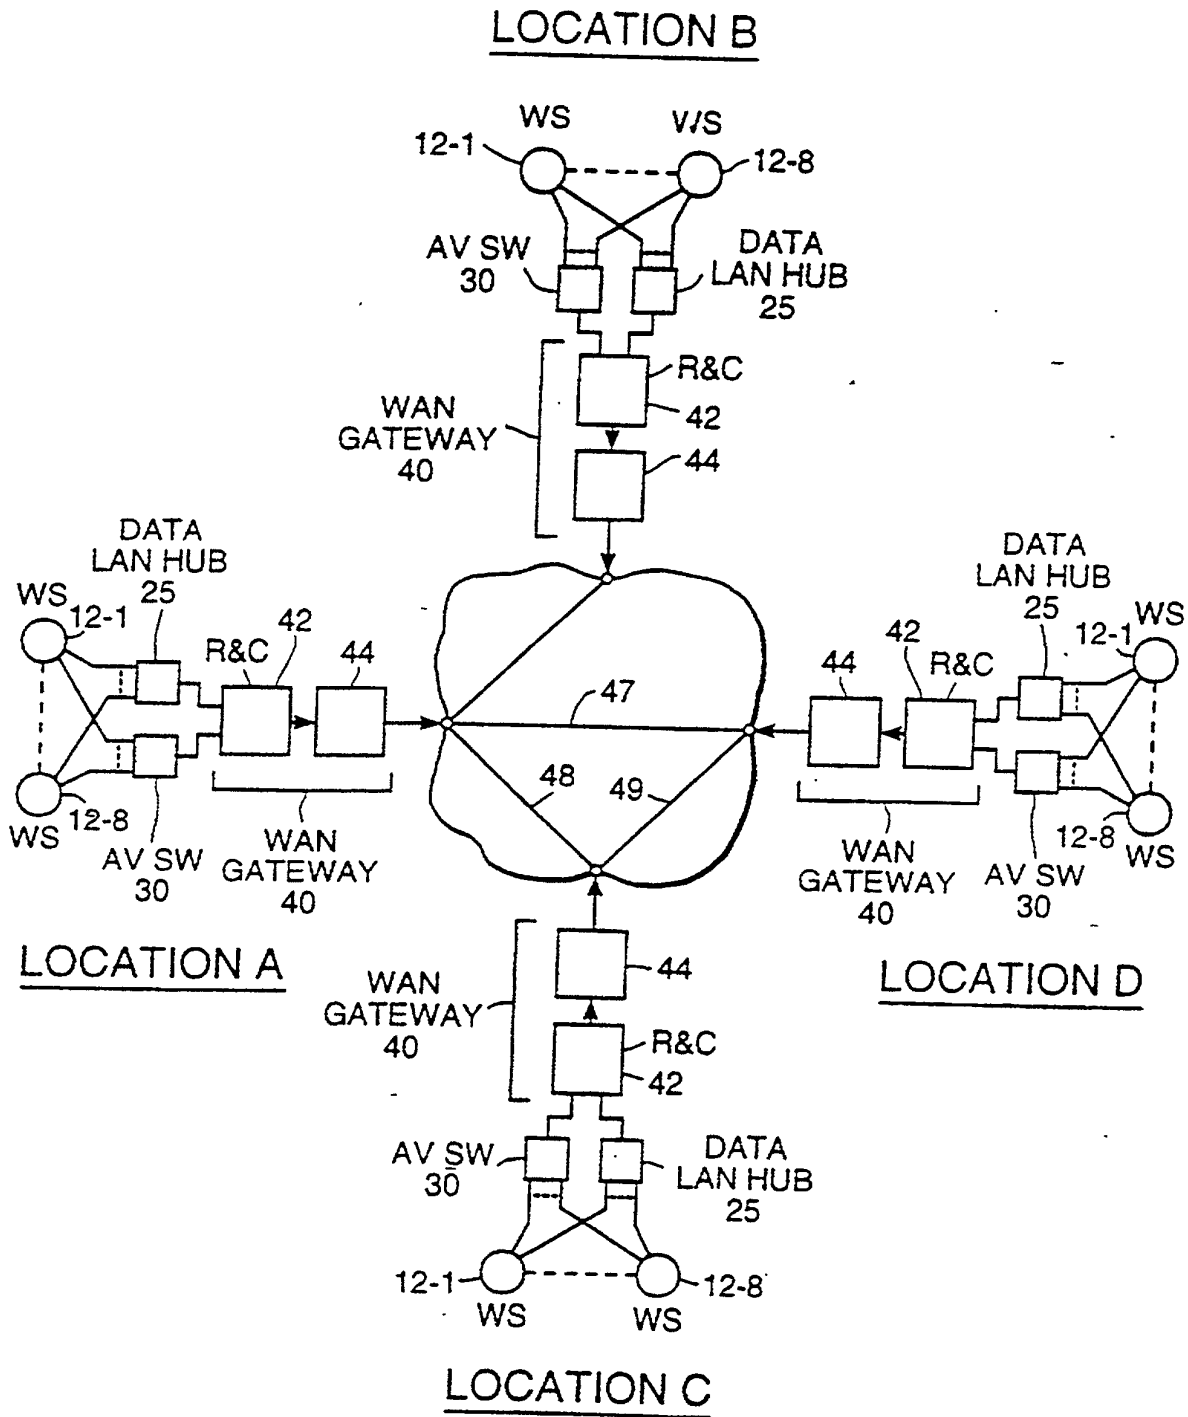 LOCATION B
WS
WS
12-1
12-8
AV SW
30
DATA
LAN HUB
25
R&C
42
WAN
GATEWAY
40
44
DATA
LAN HUB
25
WS
12-1
R&C
42
44
12-8
WS
AV SW
30
WAN
GATEWAY
40
LOCATION A
47
48
49
DATA
LAN HUB
25
WS
12-1
42
R&C
44
12-8
WS
WAN
GATEWAY
40
AV SW
30
LOCATION D
WAN
GATEWAY
40
44
R&C
42
AV SW
30
DATA
LAN HUB
25
12-1
12-8
WS
WS
LOCATION C